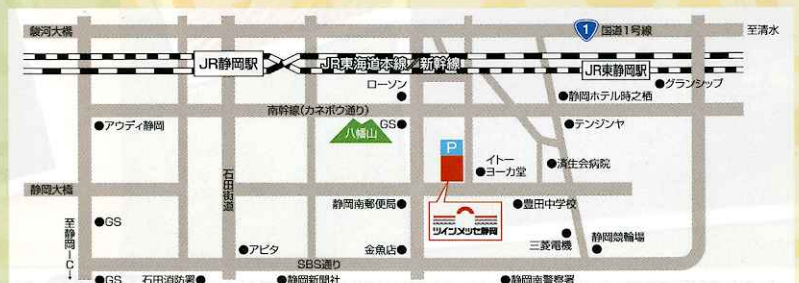 駿河大橋
1
国道1号線
至清水
JR静岡駅
JR東海道本線/新幹線
JR東静岡駅
グランシップ
ローソン
静岡ホテル時之栖
南幹線(カネボウ通り)
アウディ静岡
八幡山
GS
テンジンヤ
P
イトー
ヨーカ堂
済生会病院
石田街道
静岡大橋
静岡南郵便局
豊田中学校
ツインメッセ静岡
至静岡IC→
GS
三菱電機
静岡競輪場
アピタ
金魚店
SBS通り
GS
石田消防署
静岡新聞社
静岡南警察署